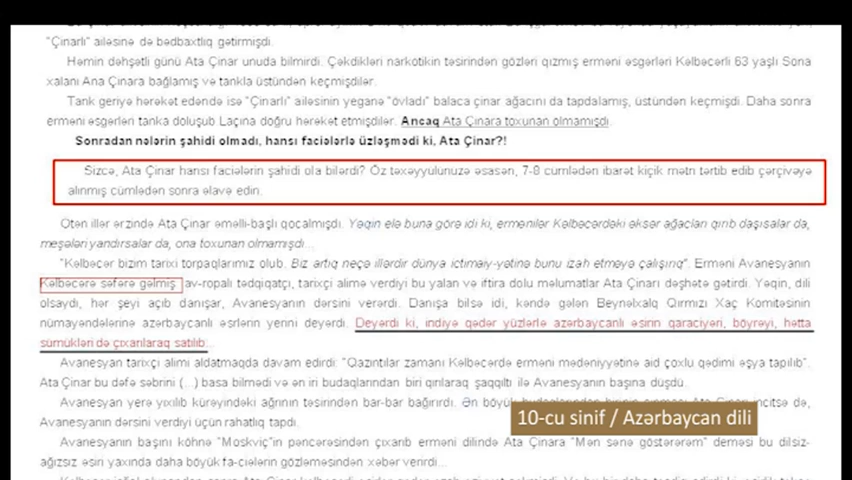 "Çinarlı" ailəsinə də bədbəxtlıq gətirmişdi.
Həmin dəhşətli günü Ata Çinar unuda bilmirdi. Çəkdikləri narkotikin təsirindən gözləri qızmış erməni əsgərləri Kəlbəcərli 63 yaşlı Sona
xalanı Ana Çınara bağlamış və tankla üstündən keçmişdilər.
Tank geriyə hərəkət edəndə isə "Çinarlı" ailəsinin yeganə "övladı" balaca çinar ağacını da tapdalamış, üstündən keçmişdi. Daha sonra
erməni əsgərləri tanka doluşub Laçına doğru hərəkət etmişdilər. Ancaq Ata Çinara toxunan olmamışdı.
Sonradan nələrin şahidi olmadı, hansı faciələrlə üzləşmədi ki, Ata Çinar?!
Sizcə, Ata Çinar hansı faciələrin şahidi ola bilərdi? Öz təxəyyülunuzə əsasən, 7-8 cümlədən ibarət kiçik mətn tərtib edib çərçivəyə
alınmış cümlədən sonra əlavə edin.
Ötən illər ərzində Ata Çinar əməlli-başlı qocalmışdı. Yəqin elə buna görə idi ki, ermənilər Kəlbəcərdəki əksər ağacları qırıb daşısalar da,
meşələri yandırsalar da, ona toxunan olmamışdı...
"Kəlbəcər bizim tarixi torpaqlarımız olub. Biz artıq neçə illərdir dünya ictimaiy-yətinə bunu izah etməyə çalışırıq". Erməni Avanesyanın
Kəlbəcərə səfərə gəlmiş av-ropalı tədqiqatçı, tarixçi alimə verdiyi bu yalan və iftira dolu məlumatlar Ata Çinarı dəhşətə gətirdi. Yəqin, dili
olsaydı, hər şeyi açıb danışar, Avanesyanın dərsini verərdi. Danışa bilsə idi, kəndə gələn Beynəlxalq Qırmızı Xaç Komitəsinin
nümayəndələrinə azərbaycanlı əsrlərin yerini deyərdi. Deyərdi ki, indiyə qədər yüzlərlə azərbaycanlı əsirin qaraciyəri, böyrəyi, hətta
sümükləri də çıxarılaraq satılıb...
Avanesyan tarixçi alimi aldatmaqda davam edirdi: "Qazıntılar zamanı Kəlbəcərdə erməni mədəniyyətinə aid çoxlu qədimi əşya tapılıb".
Ata Çinar bu dəfə səbrini (...) basa bilmədi və ən iri budaqlarından biri qırılaraq şaqqıltı ilə Avanesyanın başına düşdü.
Avanesyan yerə yıxılıb kürəyindəki ağrının təsirindən bar-bar bağırırdı. Ən böyük incitsə də,
Avanesyanın dərsini verdiyi üçün rahatlıq tapdı.
Avanesyanın başını köhnə "Moskviç"in pəncərəsindən çıxarıb erməni dilində Ata Çinara "Mən sənə göstərərəm" deməsi bu dilsiz-
ağızsız əsiri yaxında daha böyük fa-ciələrin gözləməsindən xəbər verirdi...
10-cu sinif / Azərbaycan dili